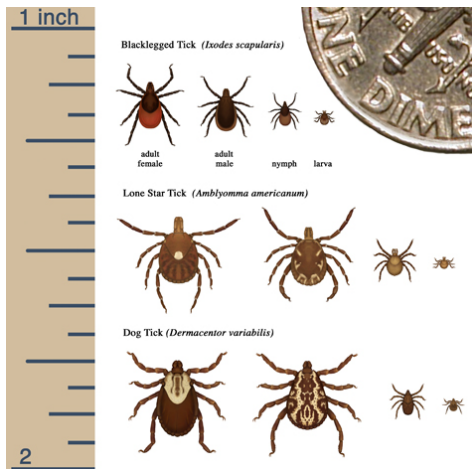 1 inch
ONE DIME
Blacklegged Tick (Ixodes scapularis)
adult
female
adult
male
nymph
larva
Lone Star Tick (Amblyomma americanum)
Dog Tick (Dermacentor variabilis)
2